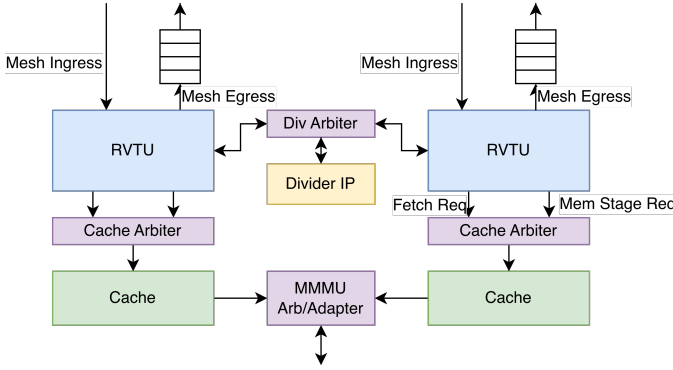 Mesh Ingress
Mesh Egress
Mesh Ingress
Mesh Egress
RVTU
Div Arbiter
RVTU
Divider IP
Fetch Req
Mem Stage Req
Cache Arbiter
Cache Arbiter
Cache
MMMU
Arb/Adapter
Cache